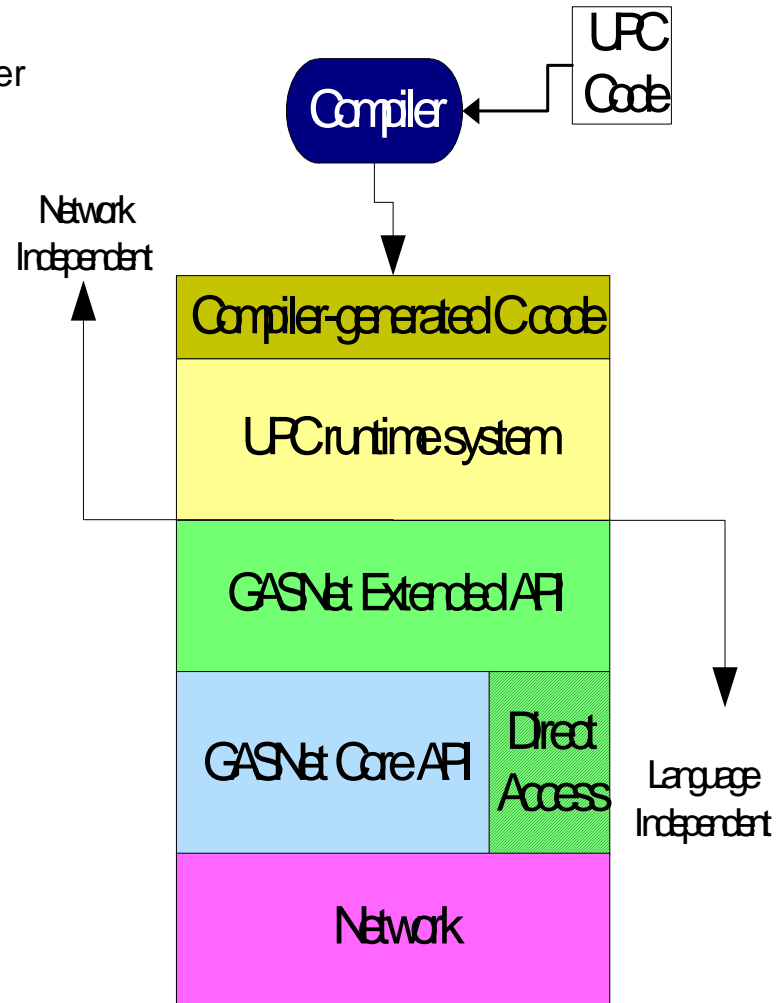 UPC
Code
er
Compiler
Network
Independent
Compiler-generated C code
UPC runtime system
GASNet Extended API
GASNet Core API
Direct
Access
Language
Independent
Network